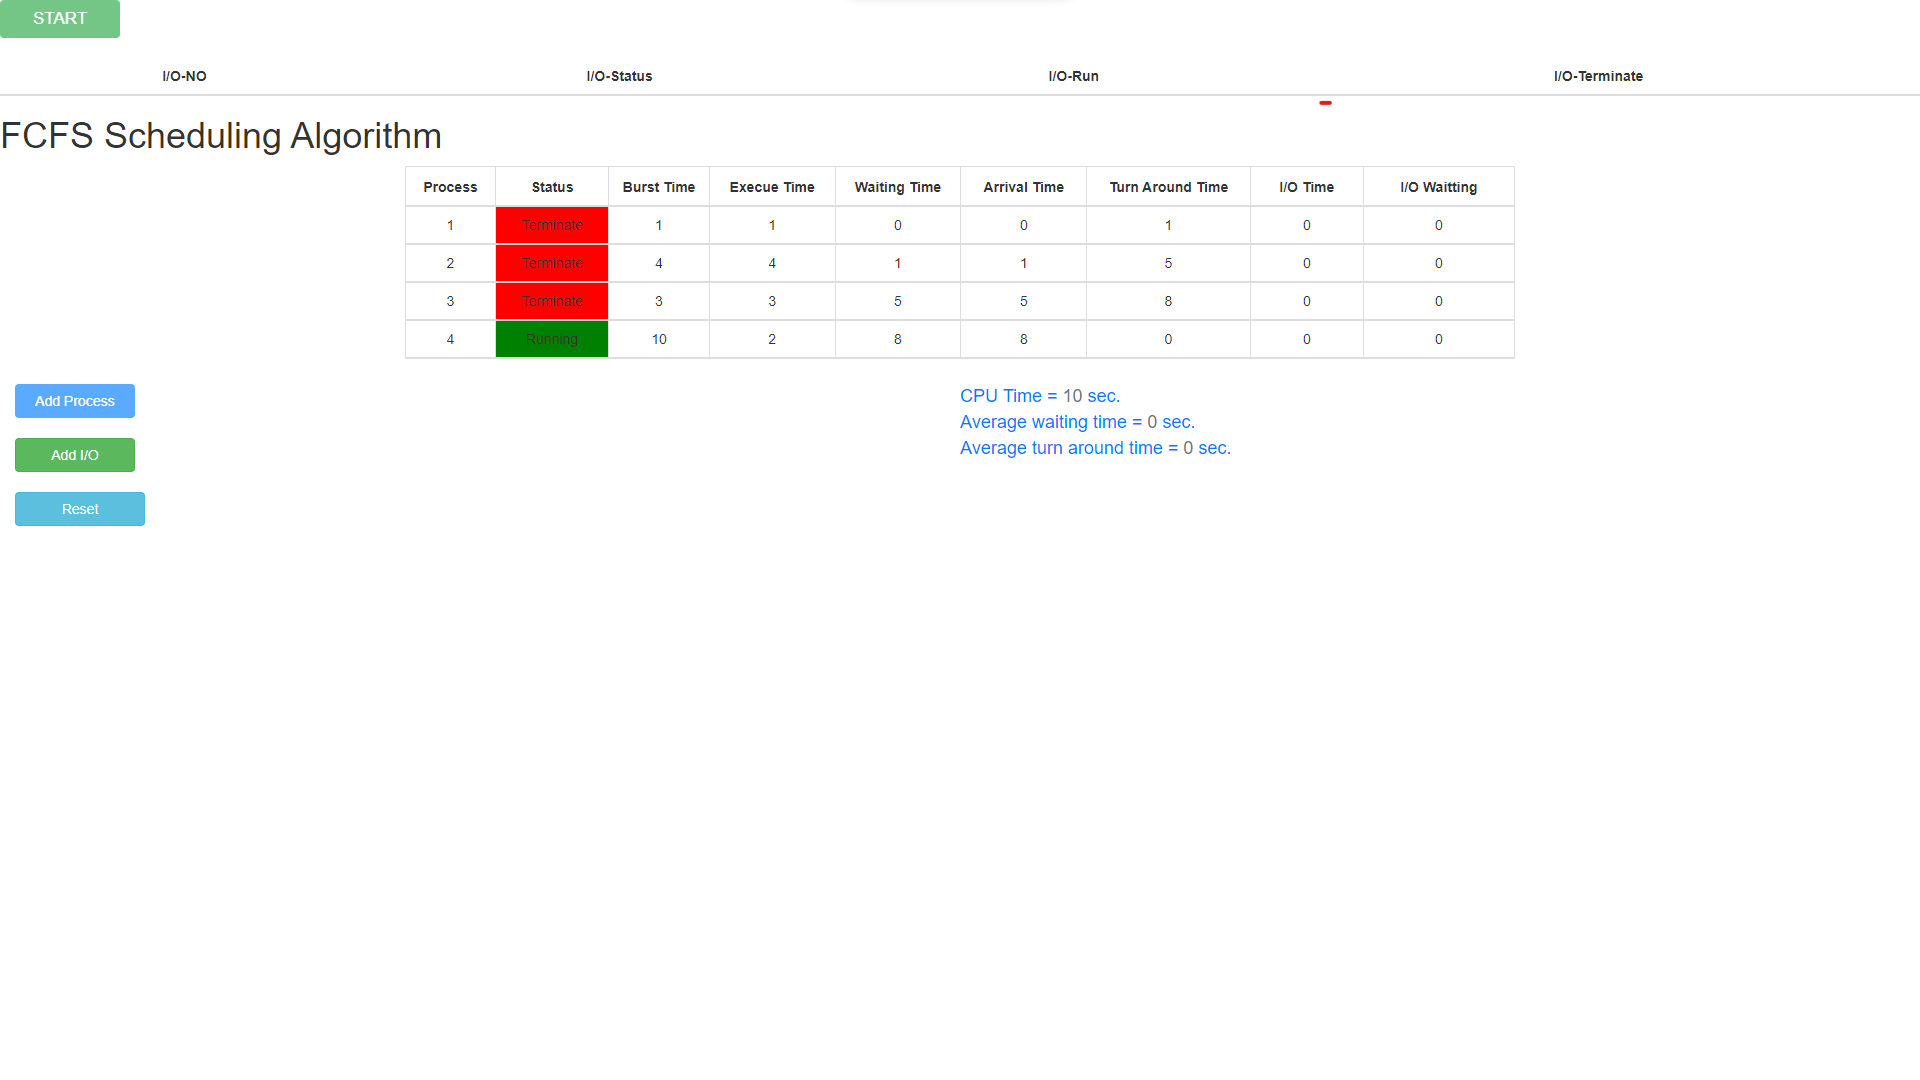 START
I/O-NO I/O-Status I/O-Run I/O-Terminate
FCFS Scheduling Algorithm
Process Status Burst Time Execue Time Waiting Time Arrival Time Turn Around Time I/O Time I/O Waitting
1 Terminate 1 1 0 0 1 0 0
2 Terminate 4 4 1 1 5 0 0
3 Terminate 3 3 5 5 8 0 0
4 Running 10 2 8 8 0 0 0
Add Process
Add I/O
Reset
CPU Time = 10 sec.
Average waiting time = 0 sec.
Average turn around time = 0 sec.